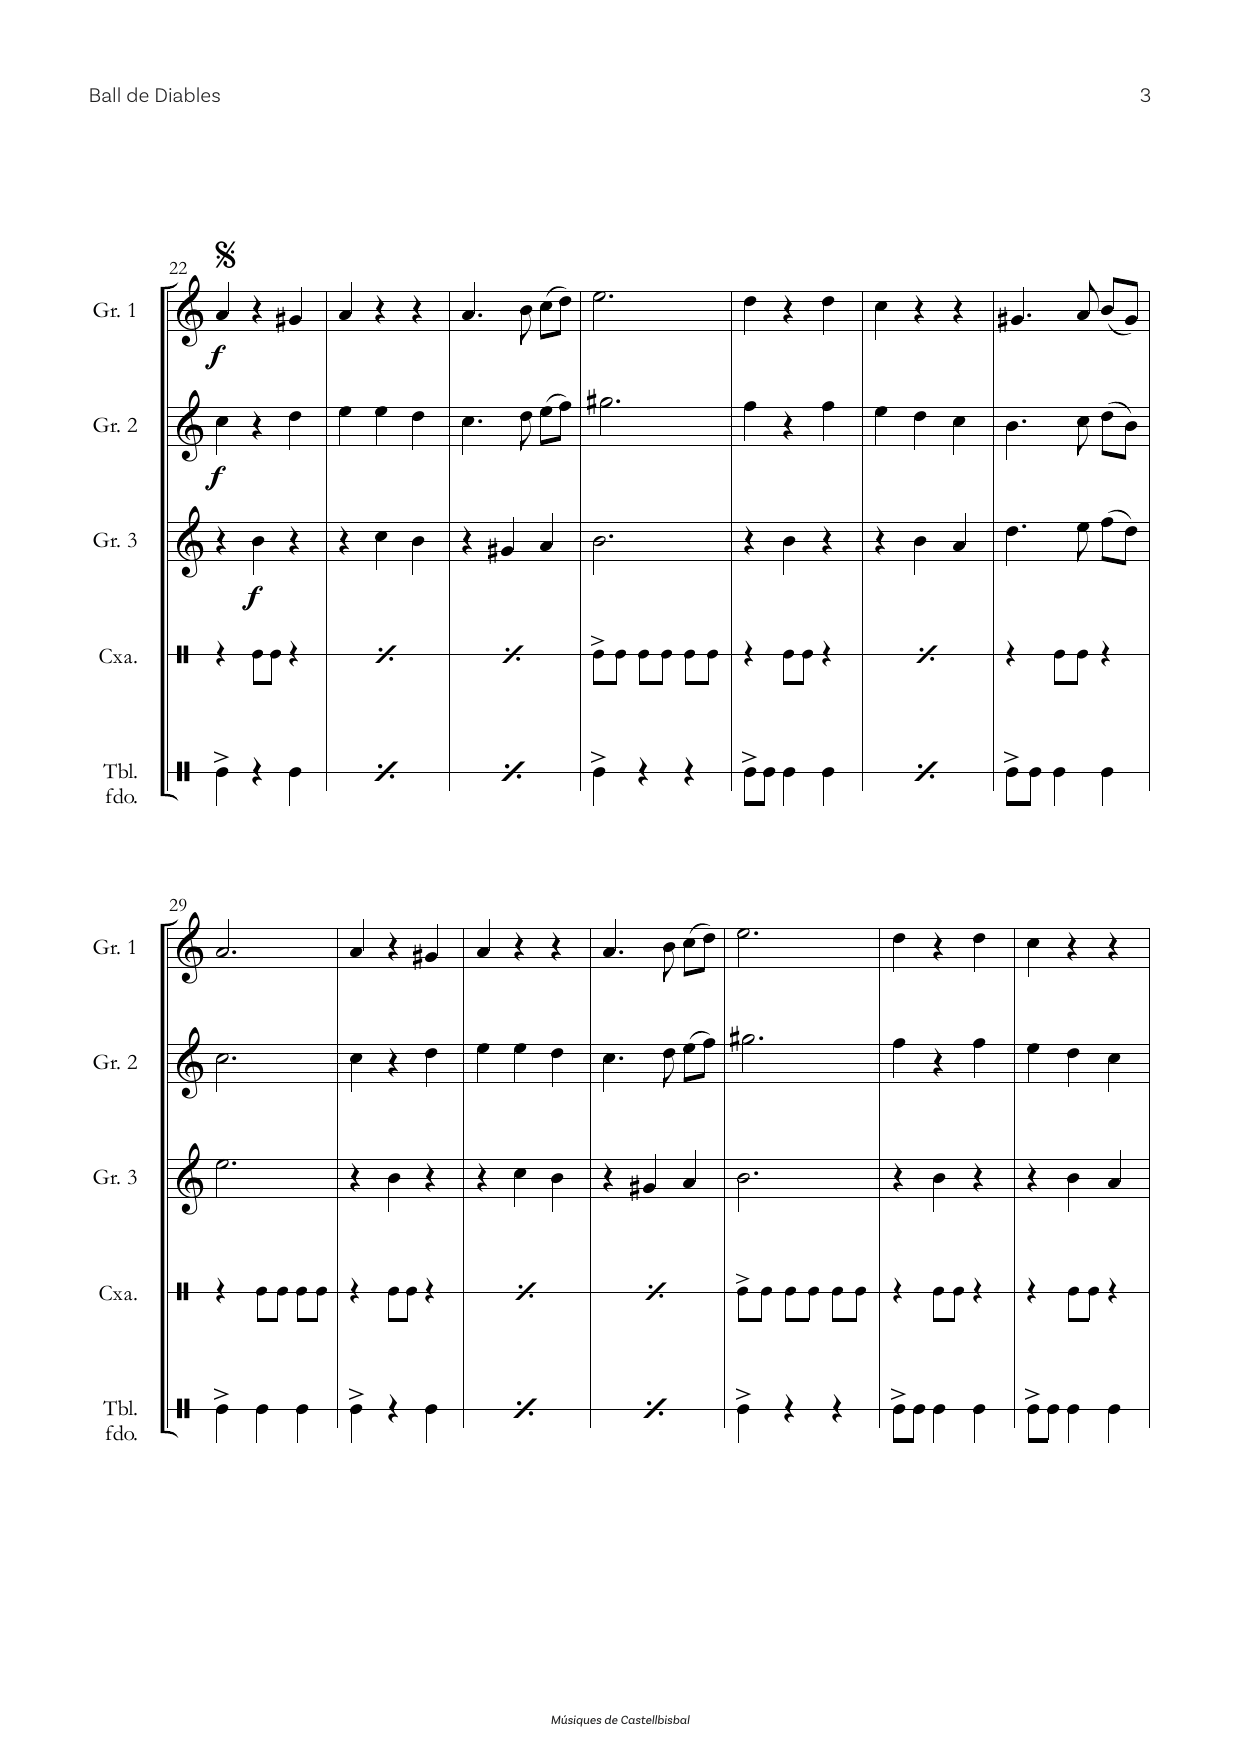 Ball de Diables 3
22
Gr. 1
f
Gr. 2
f
Gr. 3
f
Cxa.
Tbl.
fdo.
29
Gr. 1
Gr. 2
Gr. 3
Cxa.
Tbl.
fdo.
Músiques de Castellbisbal